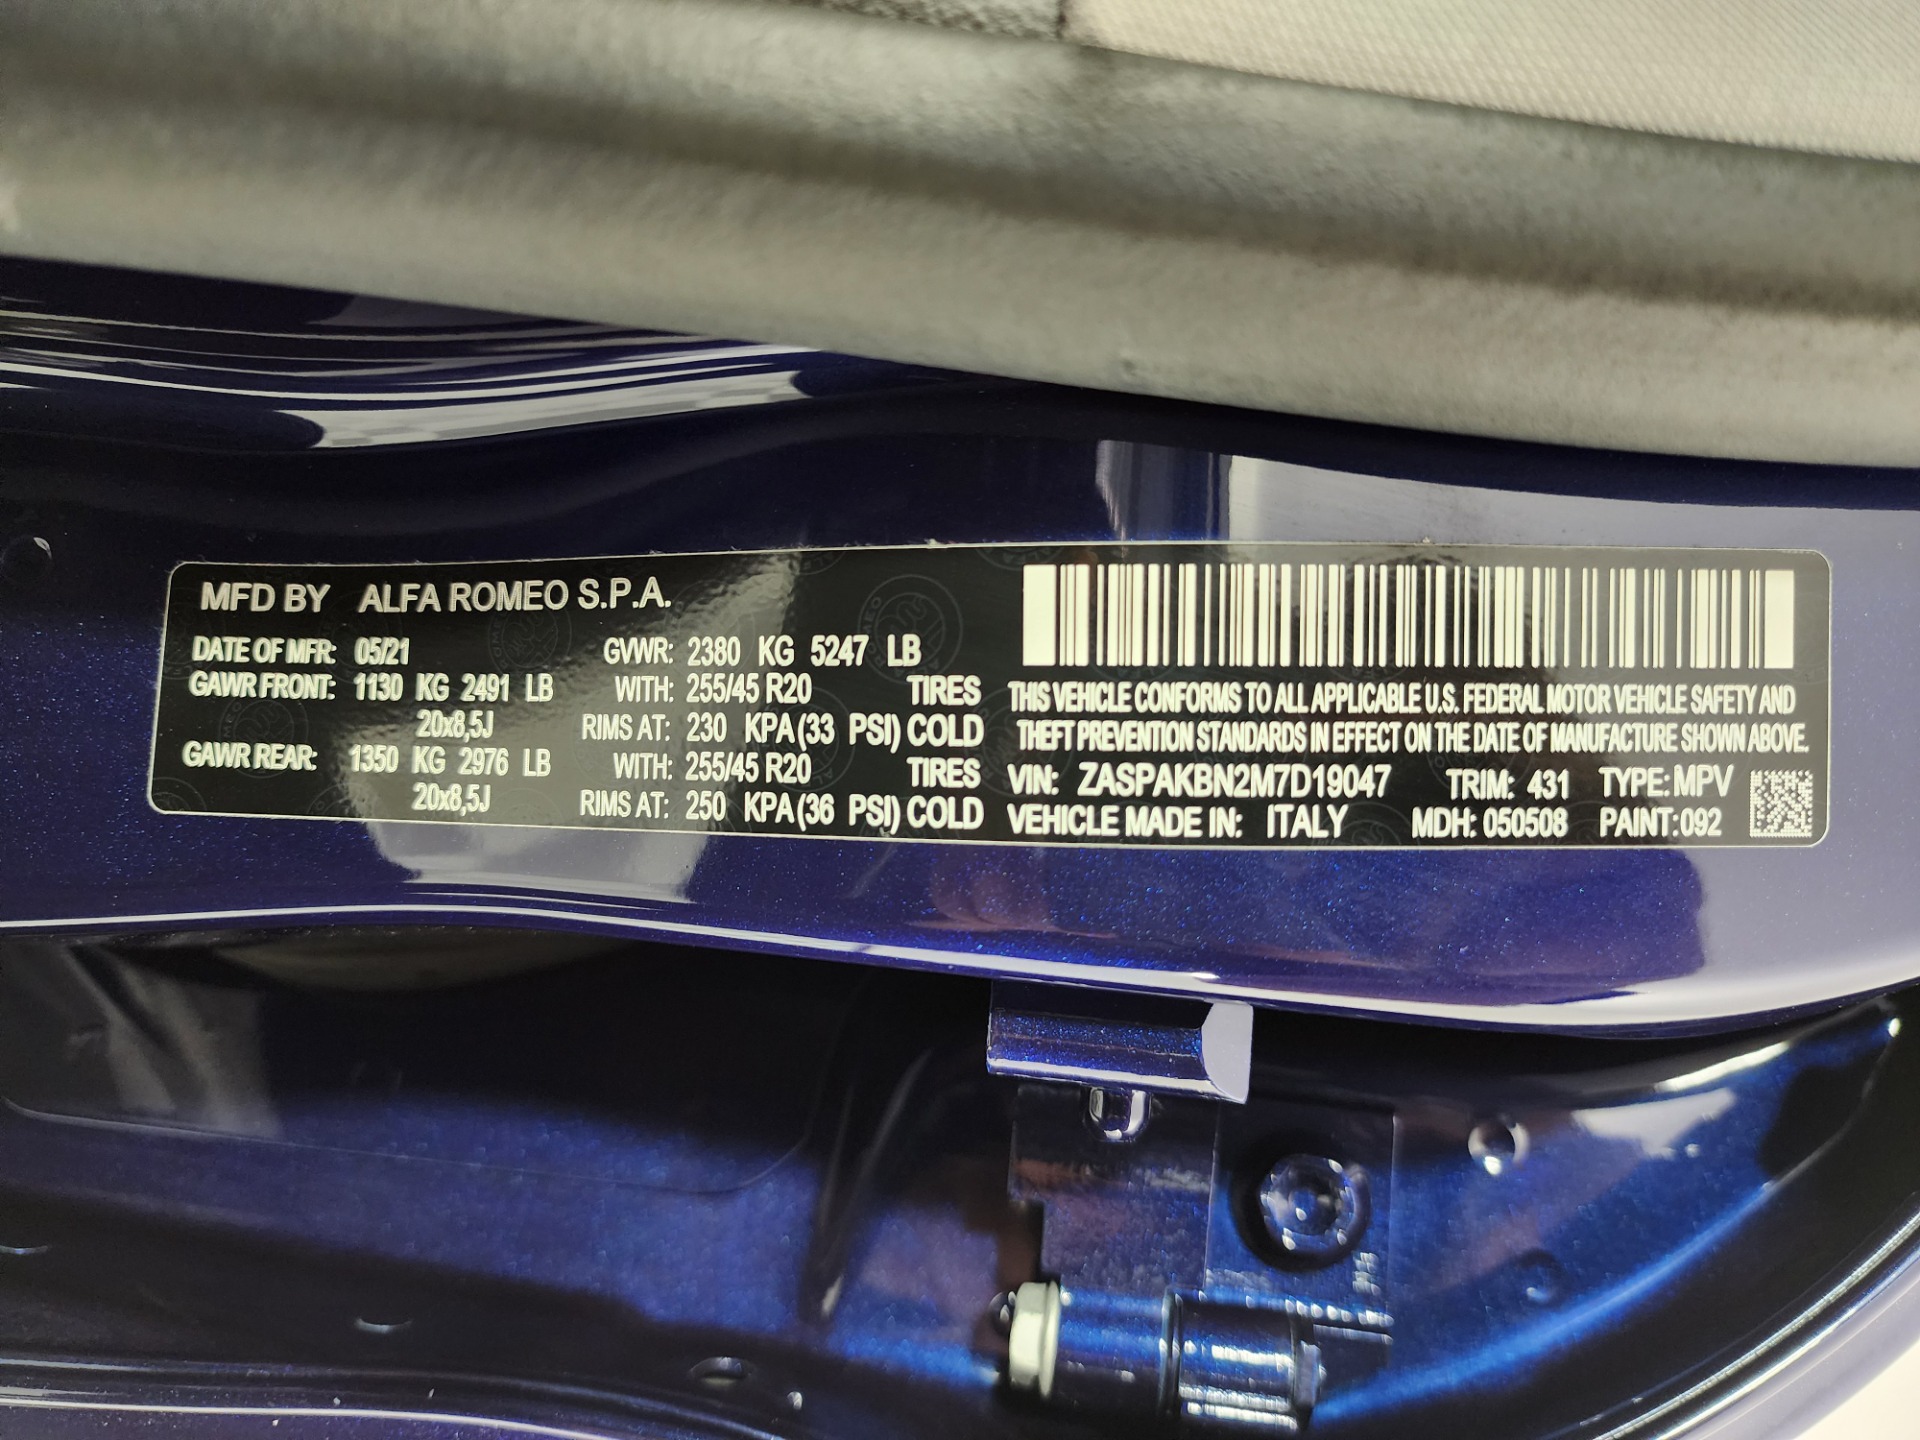 MFD BY ALFA ROMEO S.P.A.
DATE OF MFR: 05/21 GVWR: 2380 KG 5247 LB
GAWR FRONT: 1130 KG 2491 LB WITH: 255/45 R20 TIRES
20x8,5J RIMS AT: 230 KPA (33 PSI) COLD
GAWR REAR: 1350 KG 2976 LB WITH: 255/45 R20 TIRES
20x8,5J RIMS AT: 250 KPA (36 PSI) COLD
THIS VEHICLE CONFORMS TO ALL APPLICABLE U.S. FEDERAL MOTOR VEHICLE SAFETY AND
THEFT PREVENTION STANDARDS IN EFFECT ON THE DATE OF MANUFACTURE SHOWN ABOVE.
VIN: ZASPAKBN2M7D19047 TRIM: 431 TYPE: MPV
VEHICLE MADE IN: ITALY MDH: 050508 PAINT: 092